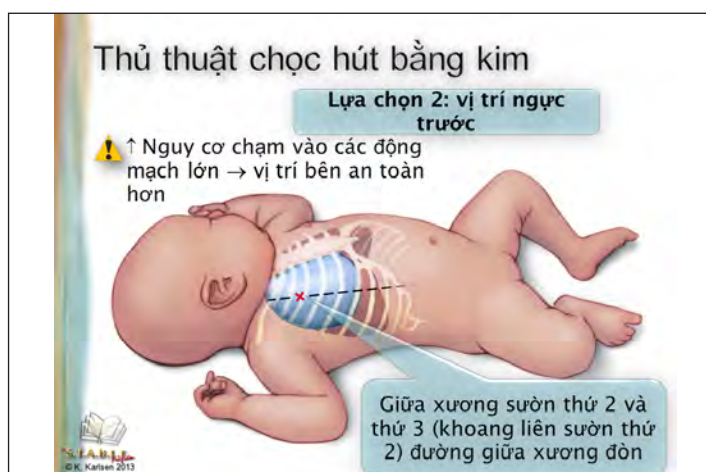 Thủ thuật chọc hút bằng kim
Lựa chọn 2: vị trí ngực
trước
↑ Nguy cơ chạm vào các động
mạch lớn → vị trí bên an toàn
hơn
Giữa xương sườn thứ 2 và
thứ 3 (khoang liên sườn thứ
2) đường giữa xương đòn
S.T.A.B.L.E.
© K. Karlsen 2013